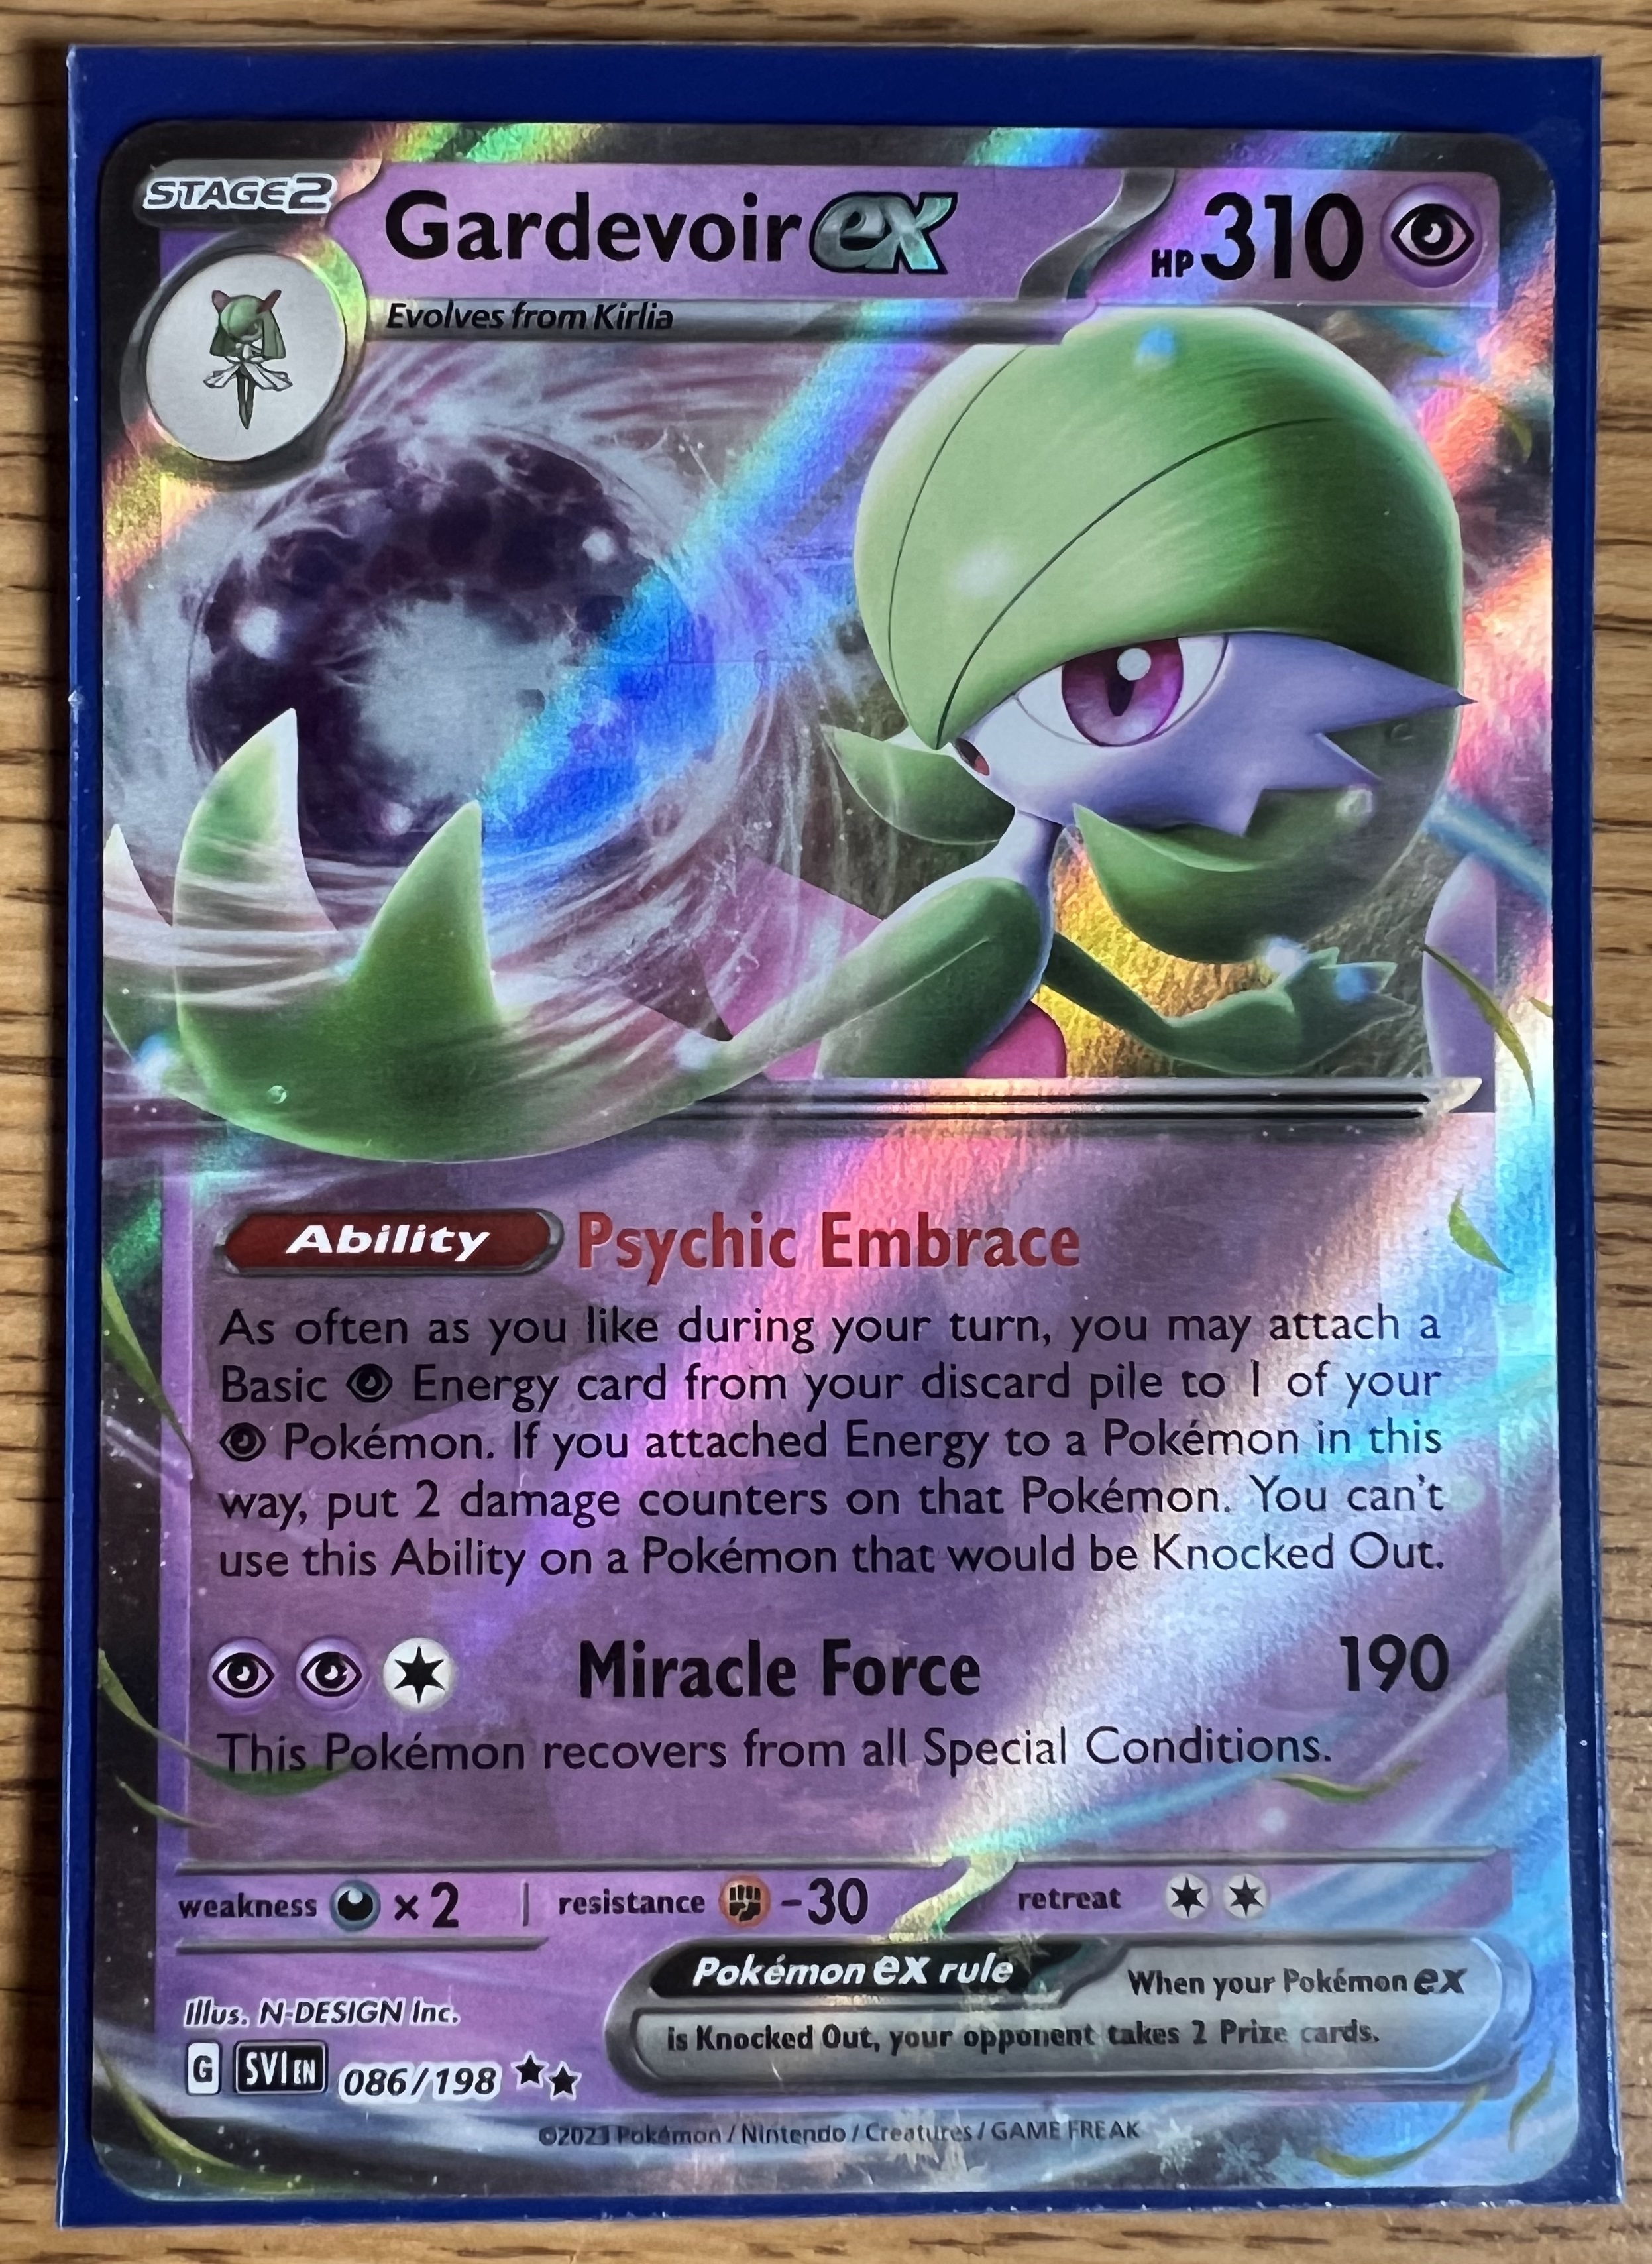 STAGE2
Gardevoir ex
HP 310
Evolves from Kirlia
Ability Psychic Embrace
As often as you like during your turn, you may attach a
Basic Energy card from your discard pile to 1 of your
Pokémon. If you attached Energy to a Pokémon in this
way, put 2 damage counters on that Pokémon. You can't
use this Ability on a Pokémon that would be Knocked Out.
Miracle Force 190
This Pokémon recovers from all Special Conditions.
weakness ×2 resistance -30 retreat
Pokémon ex rule When your Pokémon ex
is Knocked Out, your opponent takes 2 Prize cards.
Illus. N-DESIGN Inc.
G SVI EN 086/198 ★★
©2023 Pokémon / Nintendo / Creatures / GAME FREAK